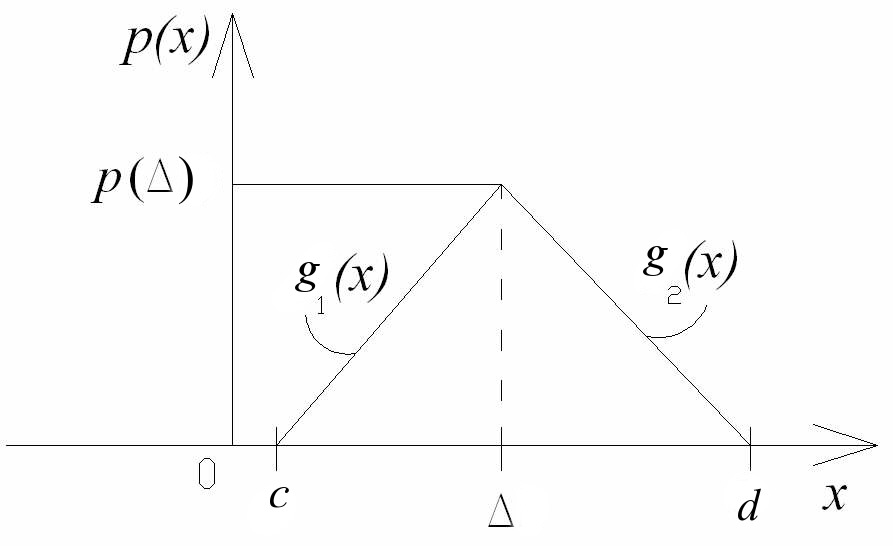 p(x)
p(Δ)
g₁(x)
g₂(x)
0
c
Δ
d
x